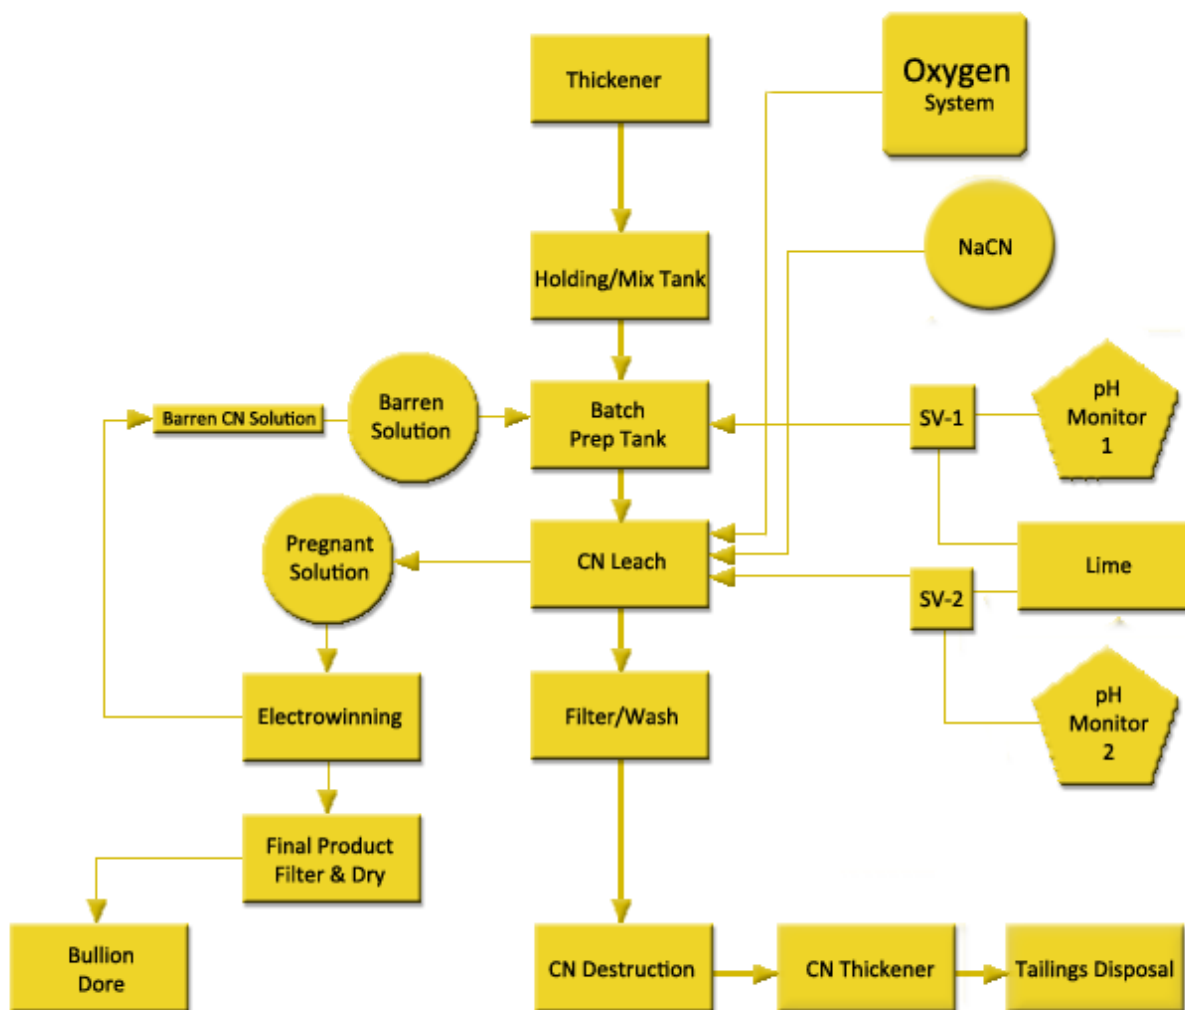 Thickener
Oxygen
System
Holding/Mix Tank
NaCN
Barren CN Solution
Barren
Solution
Batch
Prep Tank
SV-1
pH
Monitor
1
Pregnant
Solution
CN Leach
SV-2
Lime
Electrowinning
Filter/Wash
pH
Monitor
2
Final Product
Filter & Dry
Bullion
Dore
CN Destruction
CN Thickener
Tailings Disposal